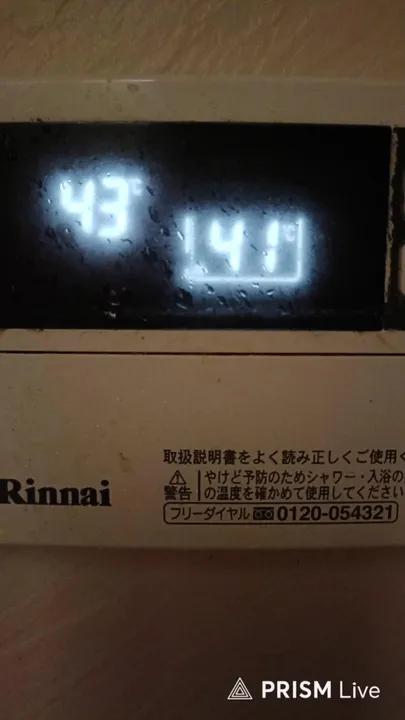 43℃
41℃
取扱説明書をよく読み正しくご使用く
警告
やけど予防のためシャワー・入浴の
の温度を確かめて使用してください
Rinnai
フリーダイヤル 0120-054321
PRISM Live